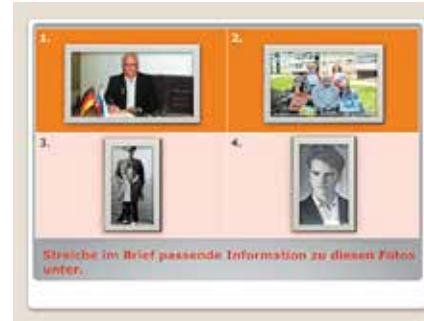 1.
2.
3.
4.
Streiche im Brief passende Information zu diesen Fotos
unter.